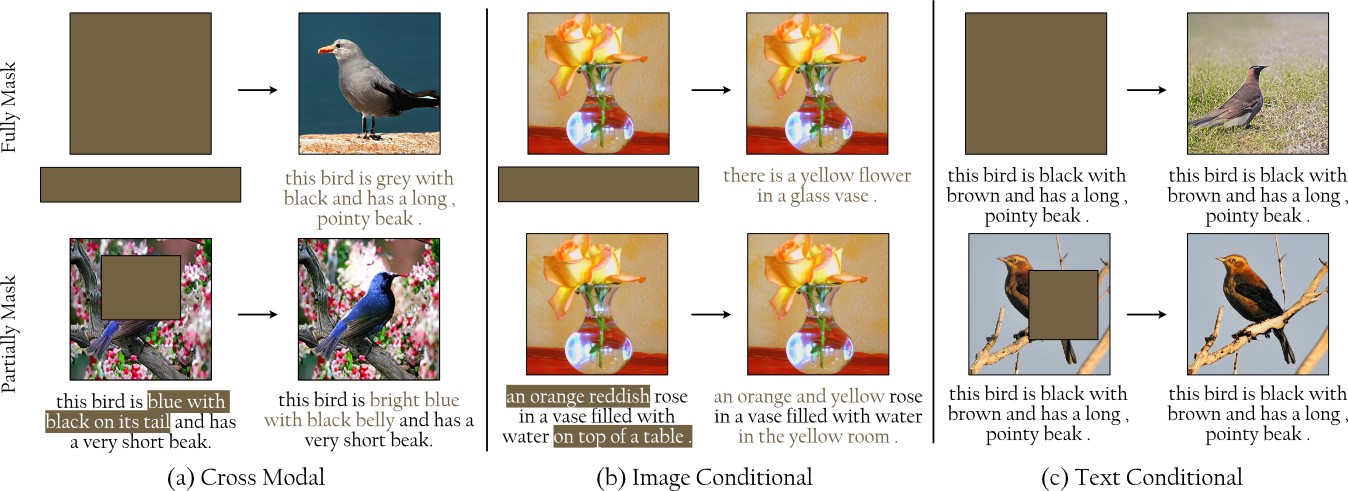 Fully Mask
this bird is grey with
black and has a long ,
pointy beak .
there is a yellow flower
in a glass vase .
this bird is black with
brown and has a long ,
pointy beak .
this bird is black with
brown and has a long ,
pointy beak .
Partially Mask
this bird is blue with
black on its tail and has
a very short beak.
this bird is bright blue
with black belly and has a
very short beak.
an orange reddish rose
in a vase filled with
water on top of a table .
an orange and yellow rose
in a vase filled with water
in the yellow room .
this bird is black with
brown and has a long ,
pointy beak .
this bird is black with
brown and has a long ,
pointy beak .
(a) Cross Modal
(b) Image Conditional
(c) Text Conditional